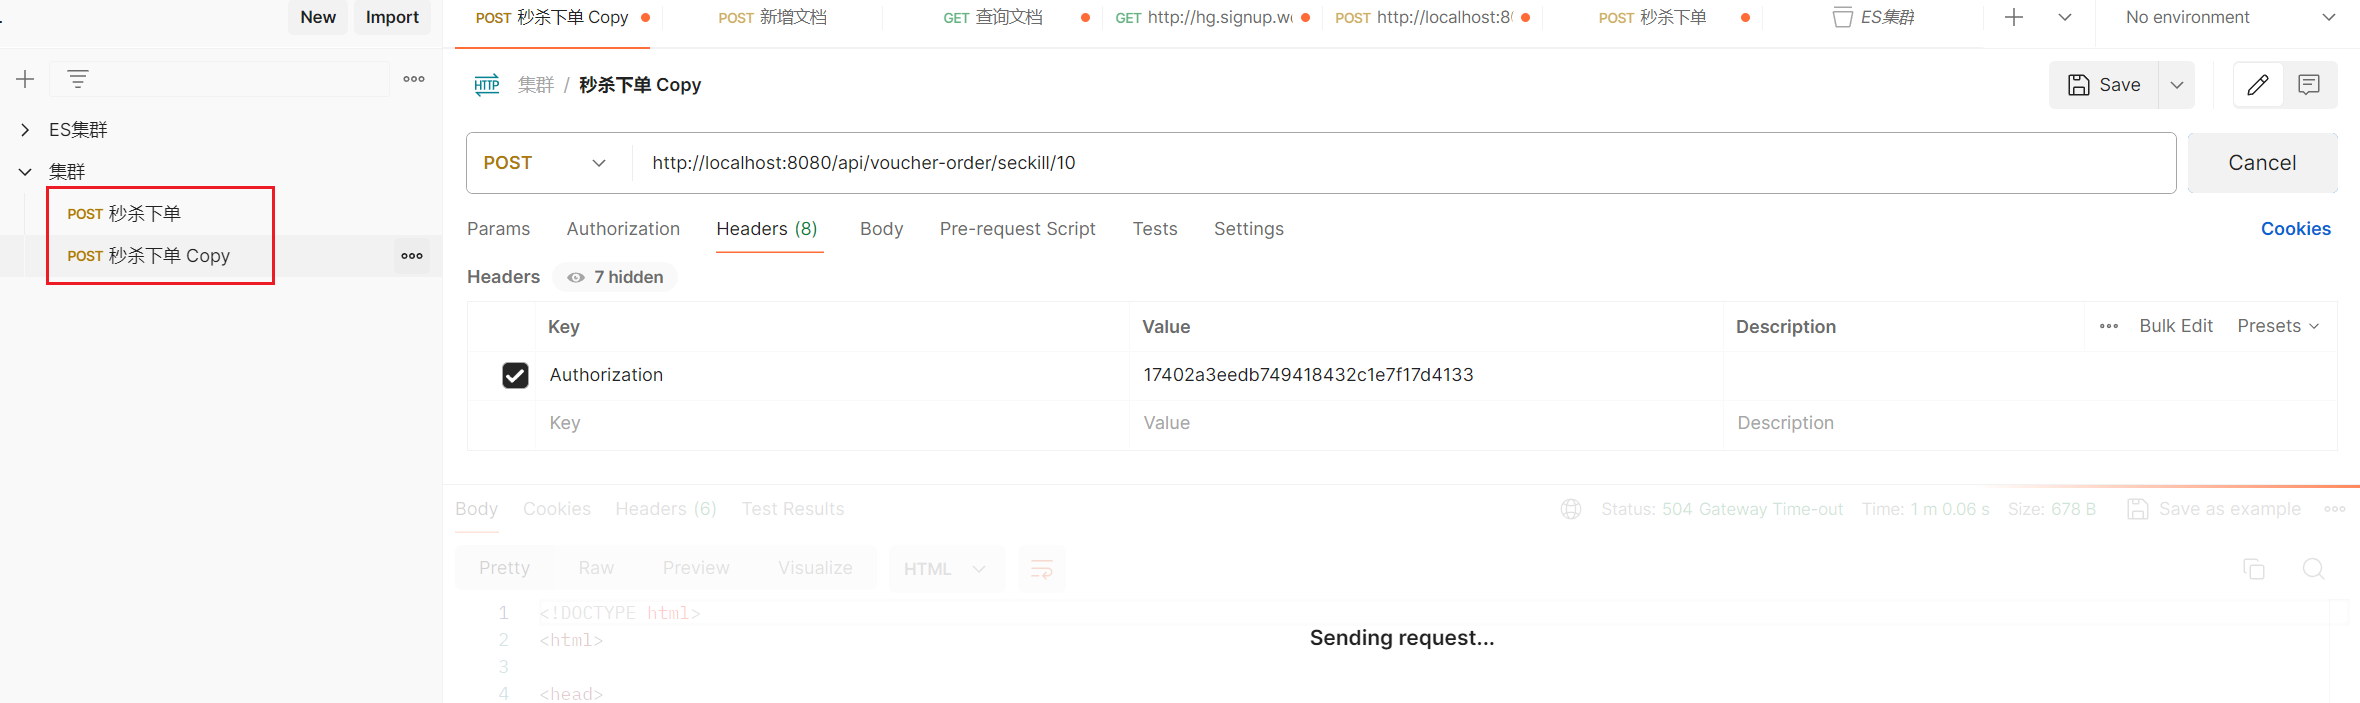 New Import
POST 秒杀下单 Copy POST 新增文档 GET 查询文档 GET http://hg.signup.w POST http://localhost:8 POST 秒杀下单 ES集群 No environment
集群 / 秒杀下单 Copy Save
ES集群
集群
POST 秒杀下单
POST 秒杀下单 Copy
POST http://localhost:8080/api/voucher-order/seckill/10 Cancel
Params Authorization Headers (8) Body Pre-request Script Tests Settings Cookies
Headers 7 hidden
Key Value Description Bulk Edit Presets
Authorization 17402a3eedb749418432c1e7f17d4133
Key Value Description
Body Cookies Headers (6) Test Results Status: 504 Gateway Time-out Time: 1 m 0.06 s Size: 678 B Save as example
Pretty Raw Preview Visualize HTML
1 <!DOCTYPE html>
2 <html>
3
4 <head>
Sending request...